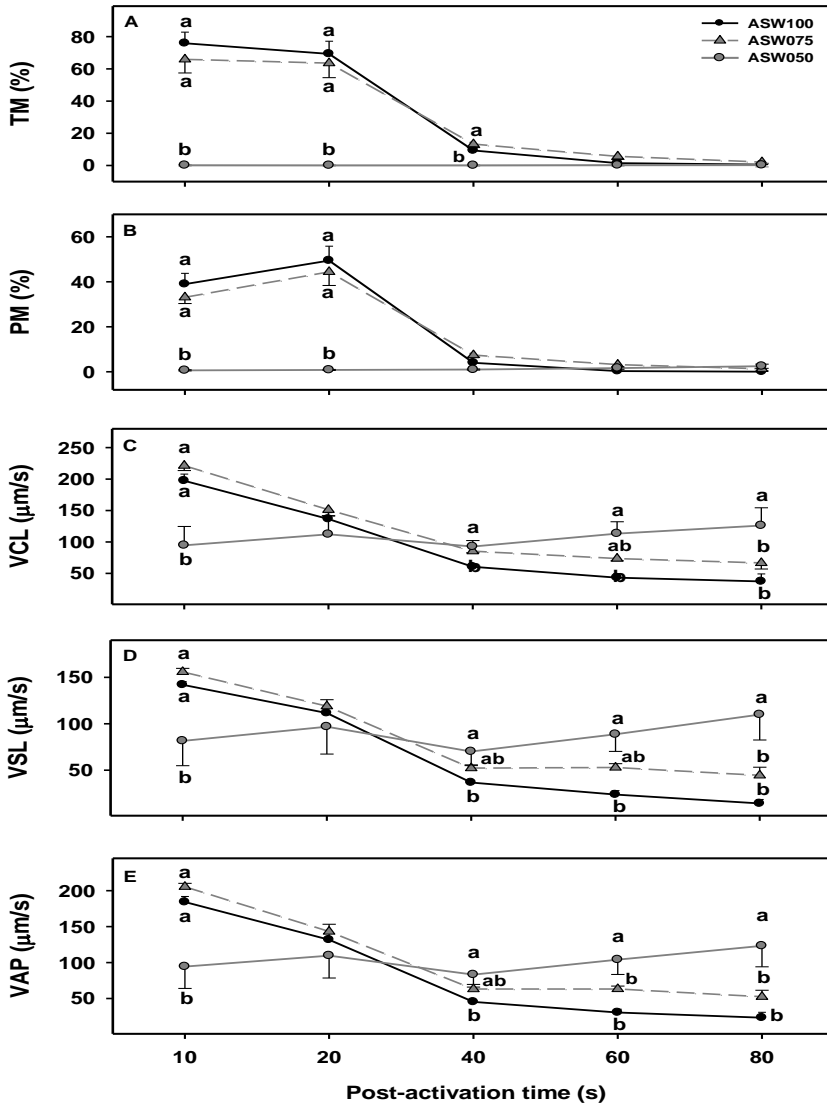 A
ASW100
ASW075
ASW050
TM (%)
80
60
40
20
0
a
a
a
a
a
b
b
b
B
PM (%)
60
40
20
0
a
a
a
a
b
b
C
VCL (μm/s)
250
200
150
100
50
a
a
b
a
a
ab
b
b
a
b
b
D
VSL (μm/s)
150
100
50
a
a
b
a
ab
b
a
ab
b
a
b
b
E
VAP (μm/s)
200
150
100
50
a
a
b
a
ab
b
a
b
b
a
b
b
10 20 40 60 80
Post-activation time (s)